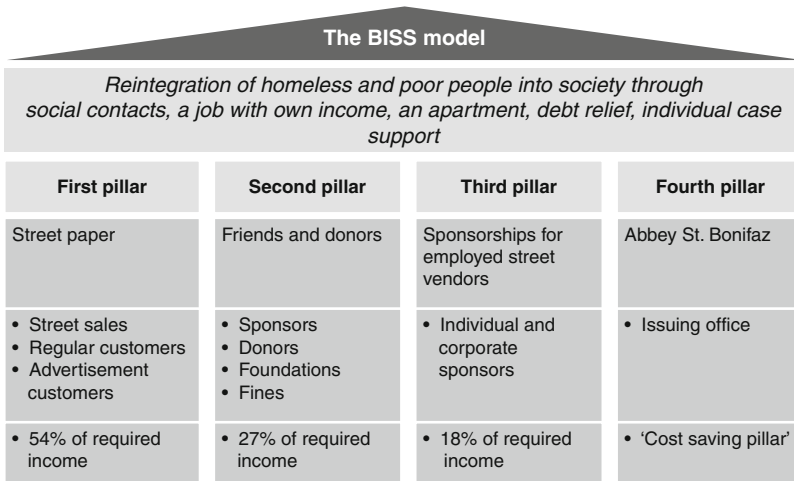 The BISS model
Reintegration of homeless and poor people into society through
social contacts, a job with own income, an apartment, debt relief, individual case
support
First pillar
Second pillar
Third pillar
Fourth pillar
Street paper
Friends and donors
Sponsorships for
employed street
vendors
Abbey St. Bonifaz
• Street sales
• Regular customers
• Advertisement
customers
• Sponsors
• Donors
• Foundations
• Fines
• Individual and
corporate
sponsors
• Issuing office
• 54% of required
income
• 27% of required
income
• 18% of required
income
• ‘Cost saving pillar’